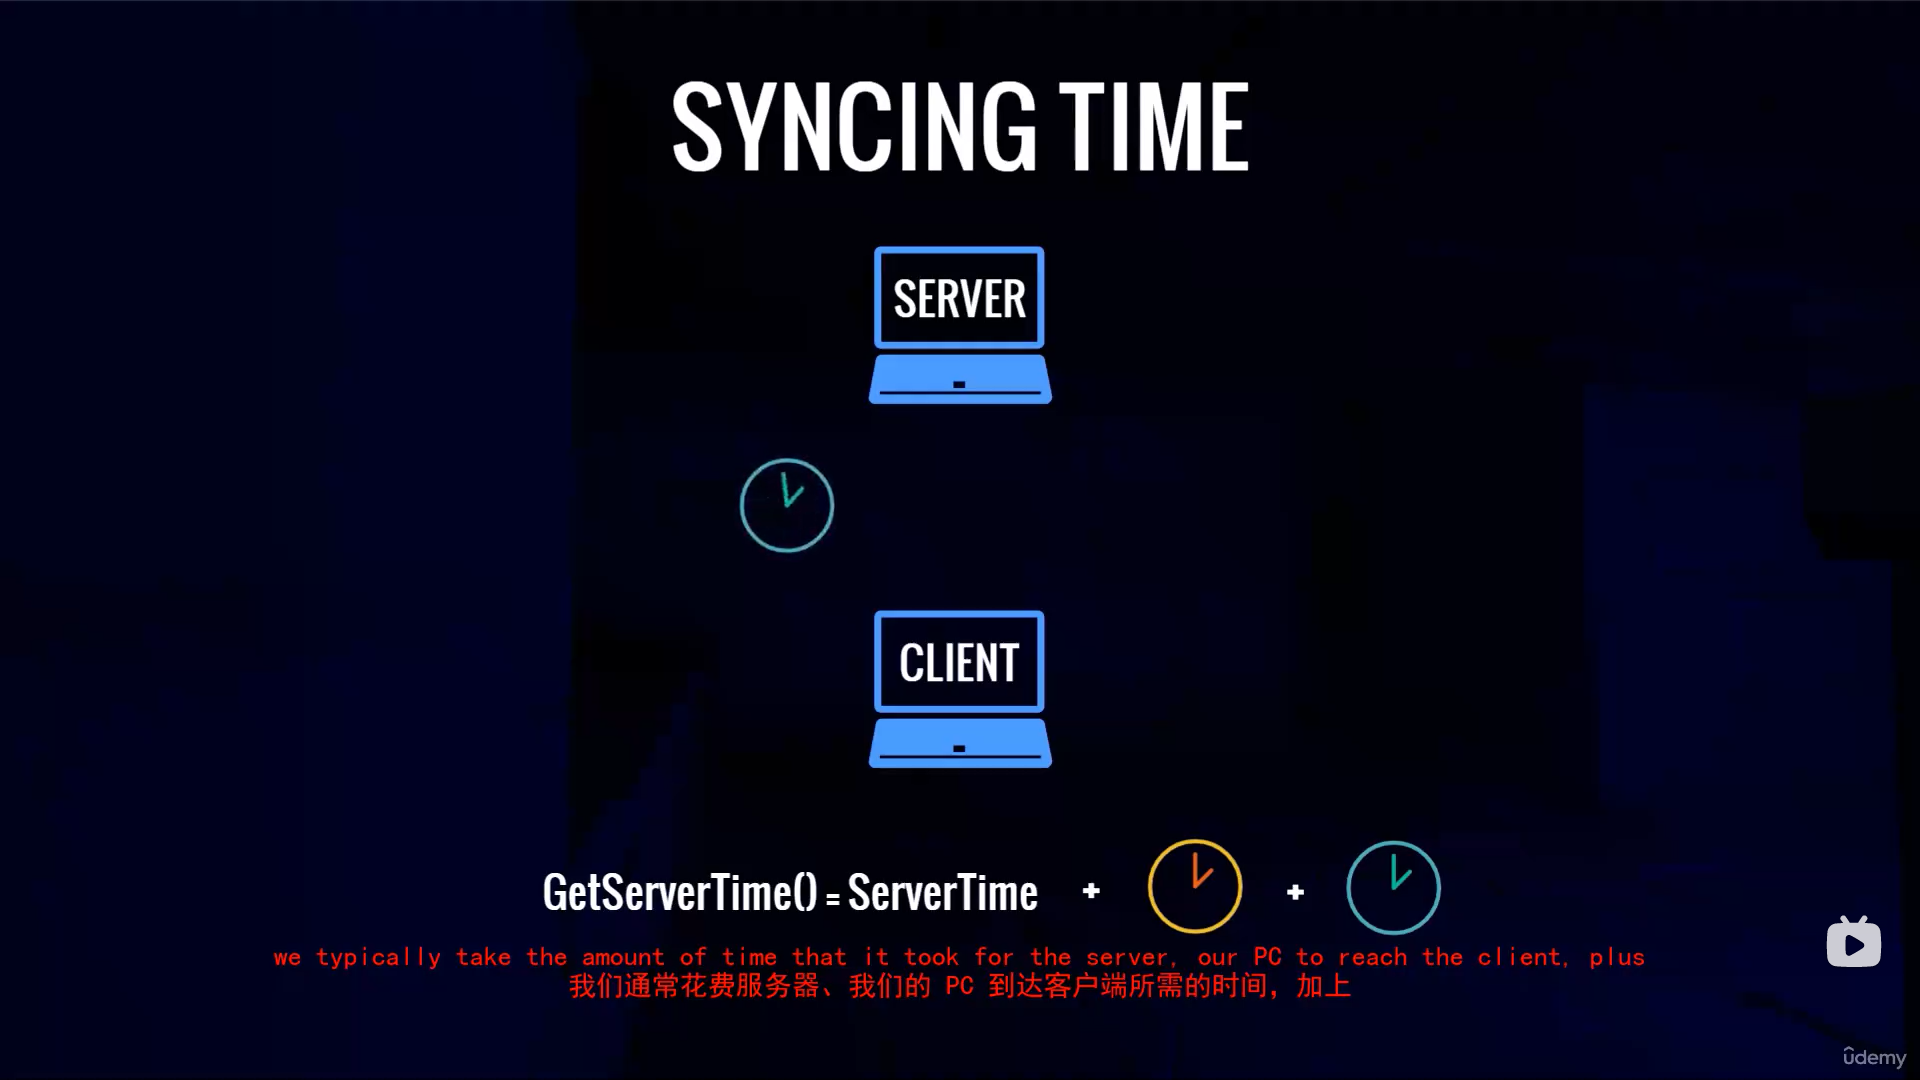 SYNCING TIME
SERVER
CLIENT
GetServerTime() = ServerTime + +
we typically take the amount of time that it took for the server, our PC to reach the client, plus
我们通常花费服务器、我们的 PC 到达客户端所需的时间，加上
ûdemy